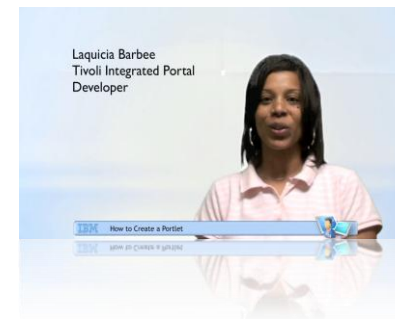 Laquicia Barbee
Tivoli Integrated Portal
Developer
IBM How to Create a Portlet